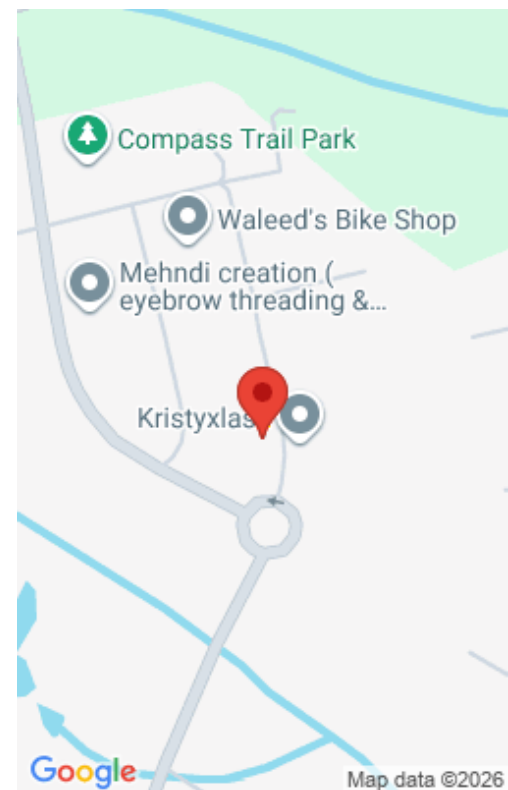 Compass Trail Park
Waleed's Bike Shop
Mehndi creation (
eyebrow threading &...
Kristyxlas
Google
Map data ©2026